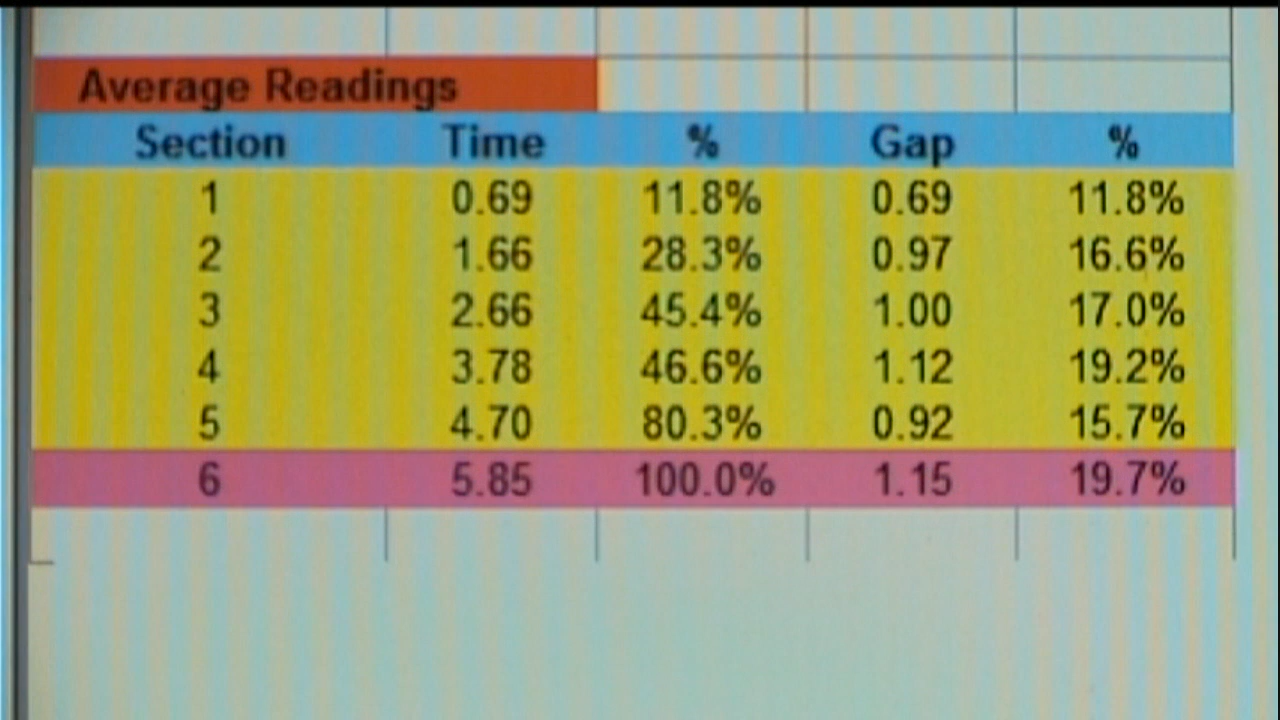 Average Readings
Section Time % Gap %
1 0.69 11.8% 0.69 11.8%
2 1.66 28.3% 0.97 16.6%
3 2.66 45.4% 1.00 17.0%
4 3.78 46.6% 1.12 19.2%
5 4.70 80.3% 0.92 15.7%
6 5.85 100.0% 1.15 19.7%